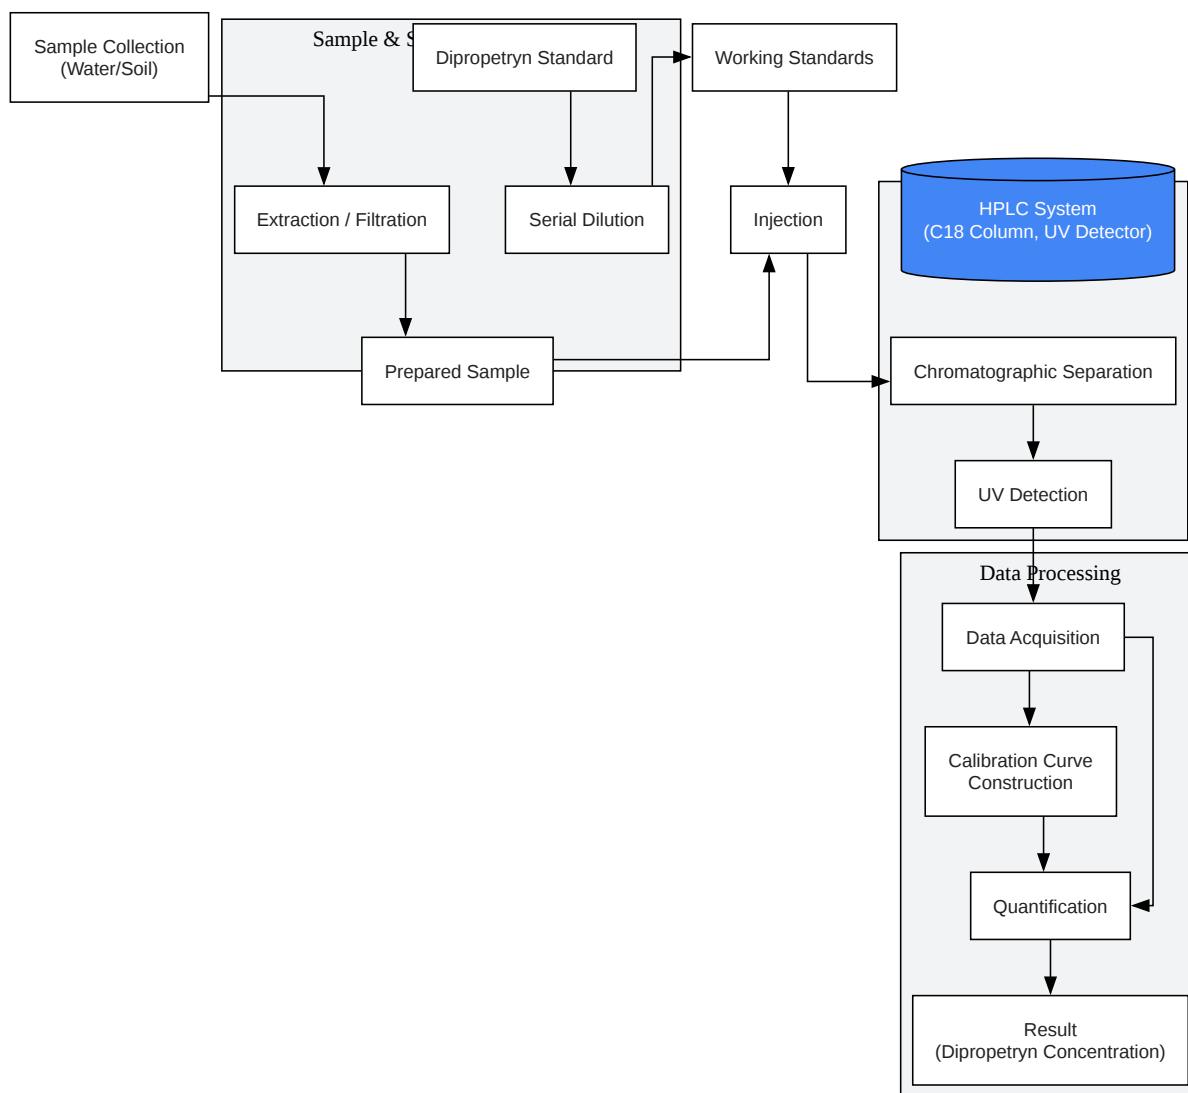 Sample Collection
(Water/Soil)
Sample & S
Dipropetryn Standard
Working Standards
Extraction / Filtration
Serial Dilution
Injection
HPLC System
(C18 Column, UV Detector)
Prepared Sample
Chromatographic Separation
UV Detection
Data Processing
Data Acquisition
Calibration Curve
Construction
Quantification
Result
(Dipropetryn Concentration)